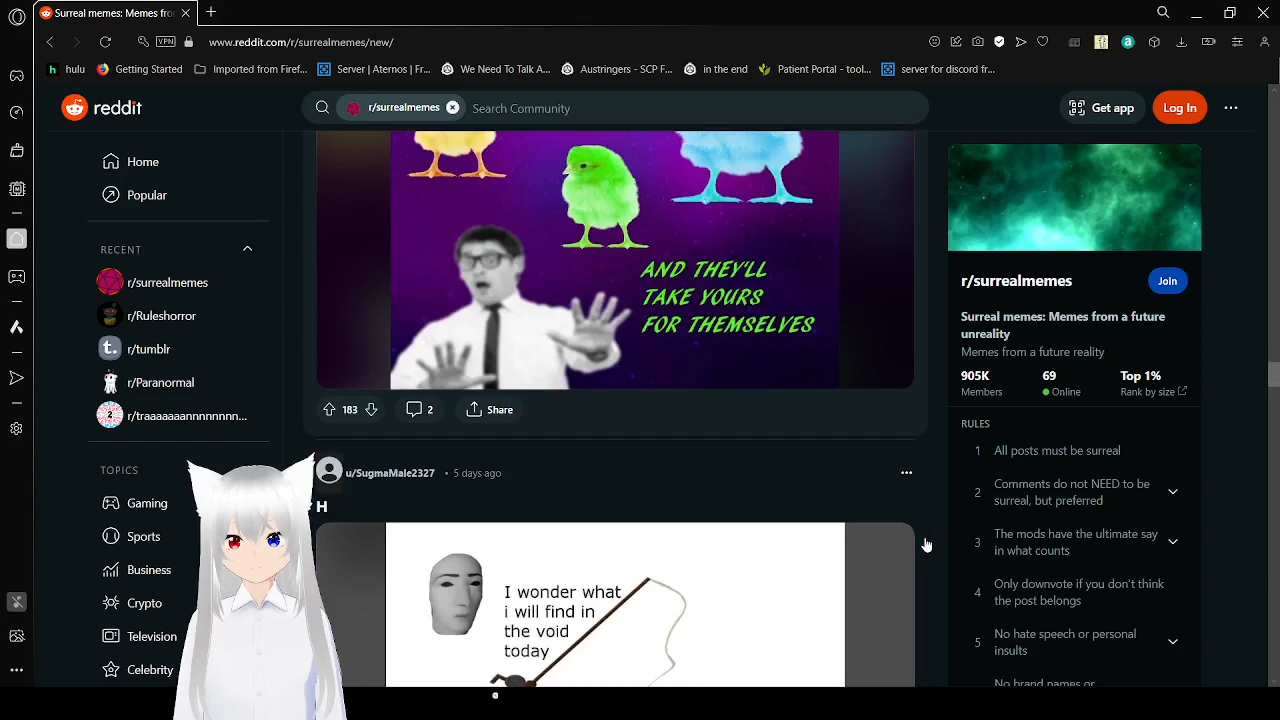 Surreal memes: Memes fro
VPN
www.reddit.com/r/surrealmemes/new/
hulu
Getting Started
Imported from Firef...
Server | Aternos | Fr...
We Need To Talk A...
Austringers - SCP F...
in the end
Patient Portal - tool...
server for discord fr...
reddit
r/surrealmemes
Search Community
Get app
Log In
Home
Popular
RECENT
r/surrealmemes
r/Ruleshorror
r/tumblr
r/Paranormal
r/traaaaaaannnnnnnn...
TOPICS
Gaming
Sports
Business
Crypto
Television
Celebrity
AND THEY'LL
TAKE YOURS
FOR THEMSELVES
183
2
Share
u/SugmaMale2327 • 5 days ago
H
I wonder what
i will find in
the void
today
r/surrealmemes
Join
Surreal memes: Memes from a future
unreality
Memes from a future reality
905K
69
Top 1%
Members
Online
Rank by size
RULES
1 All posts must be surreal
2 Comments do not NEED to be
surreal, but preferred
3 The mods have the ultimate say
in what counts
4 Only downvote if you don't think
the post belongs
5 No hate speech or personal
insults
No brand names or